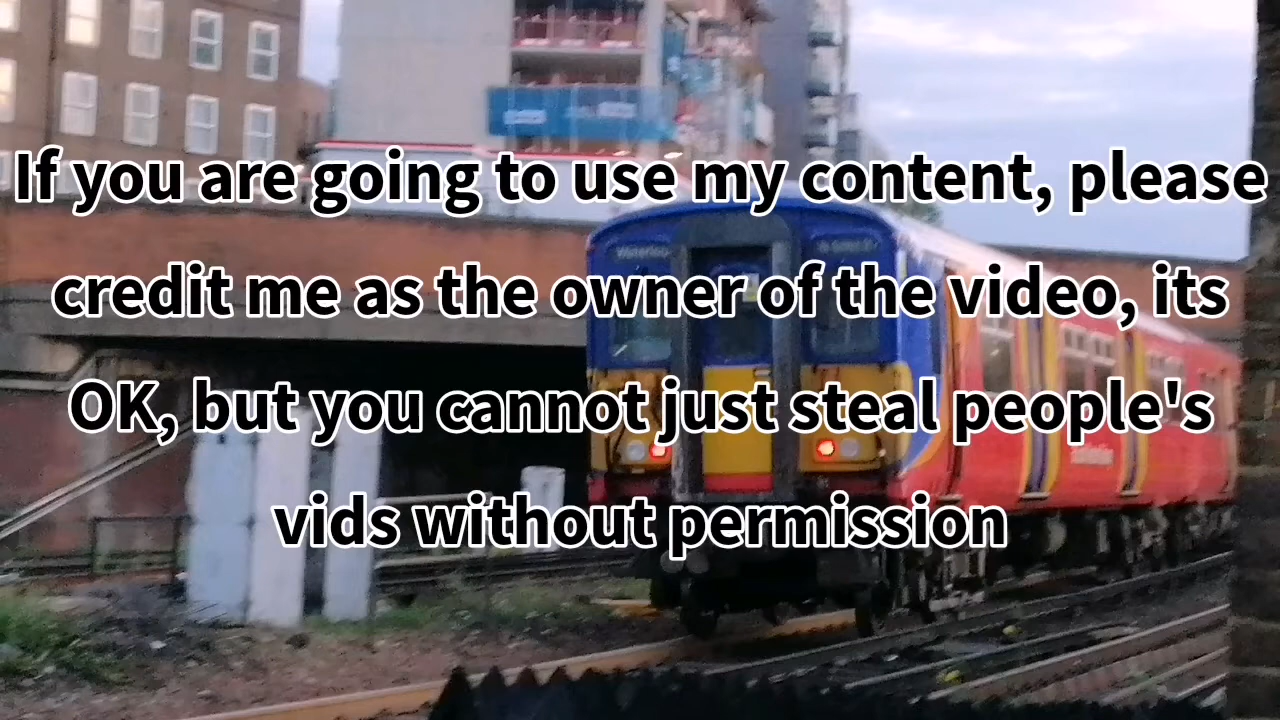 If you are going to use my content, please
credit me as the owner of the video, its
OK, but you cannot just steal people's
vids without permission
Waterloo